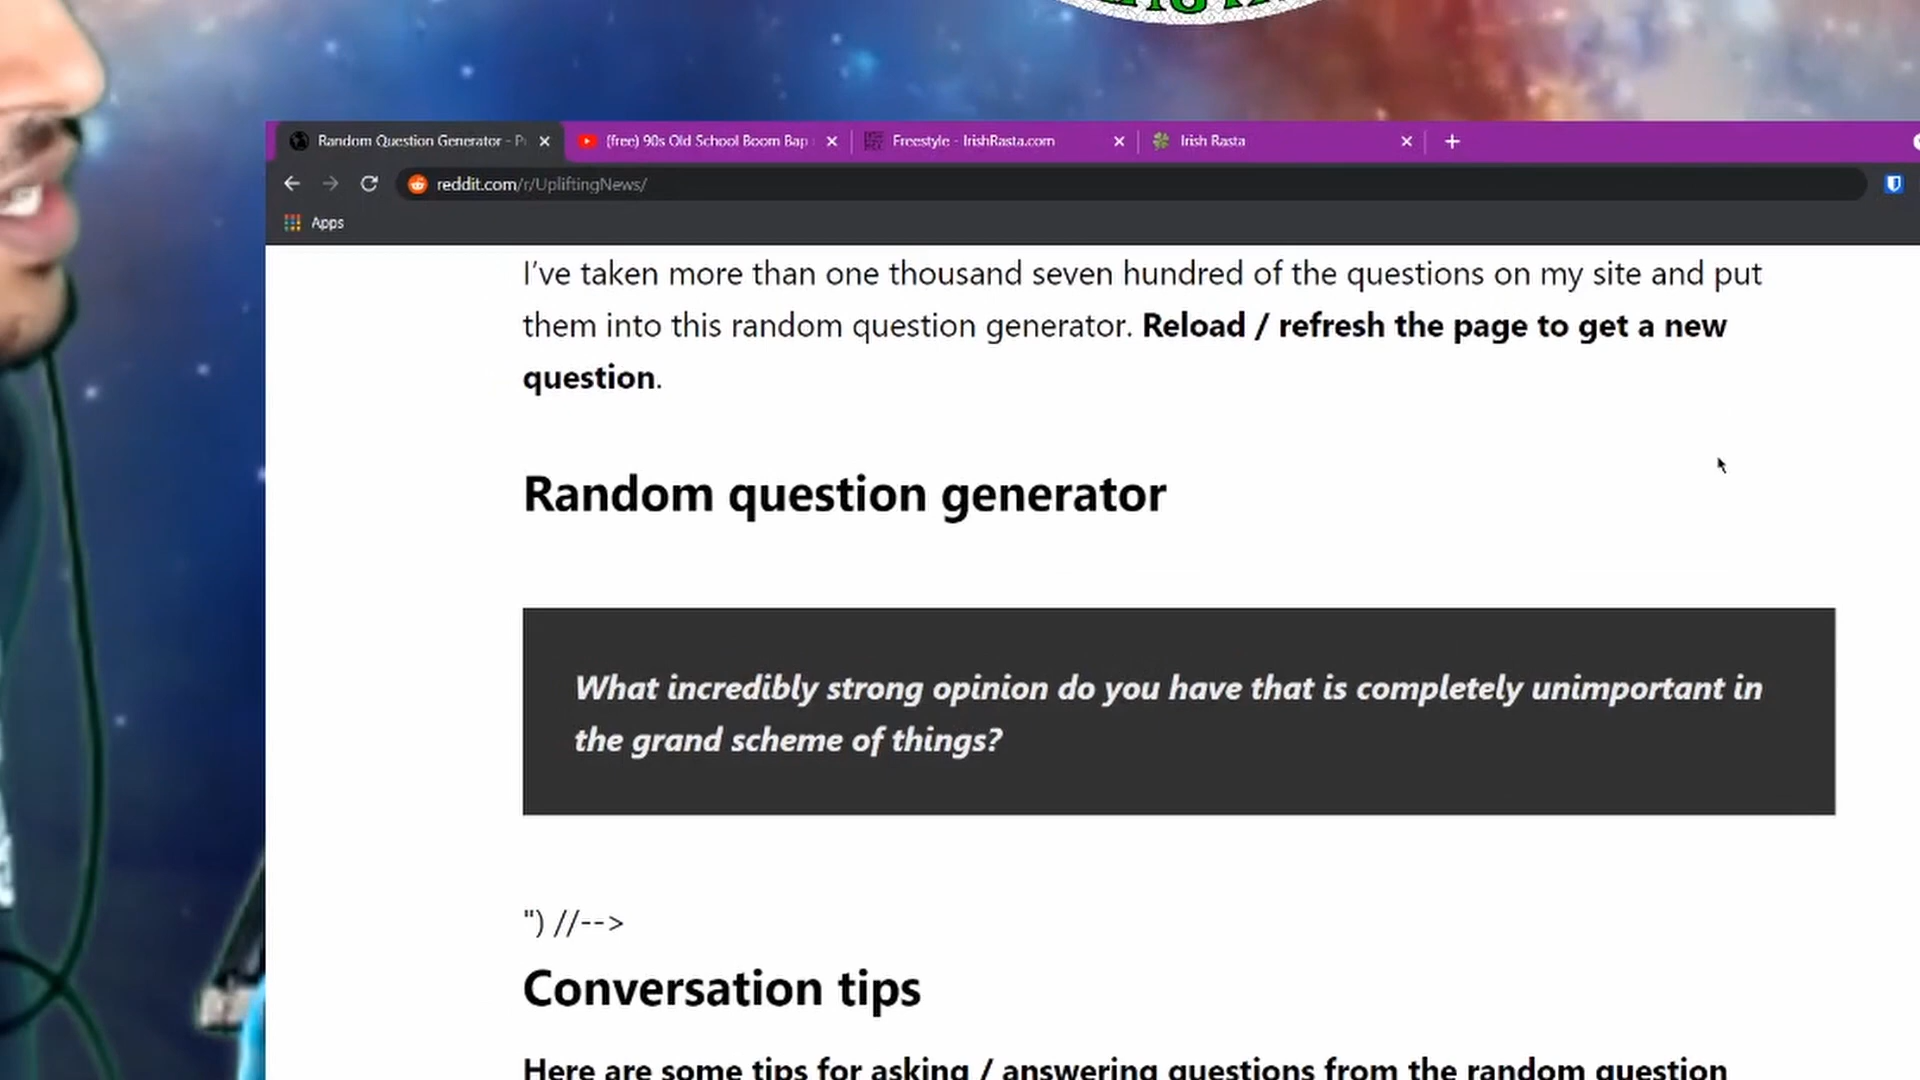 Random Question Generator - P
(free) 90s Old School Boom Bap
Freestyle - IrishRasta.com
Irish Rasta
reddit.com/r/UpliftingNews/
Apps
I've taken more than one thousand seven hundred of the questions on my site and put
them into this random question generator. Reload / refresh the page to get a new
question.
Random question generator
What incredibly strong opinion do you have that is completely unimportant in
the grand scheme of things?
") //-->
Conversation tips
Here are some tips for asking / answering questions from the random question